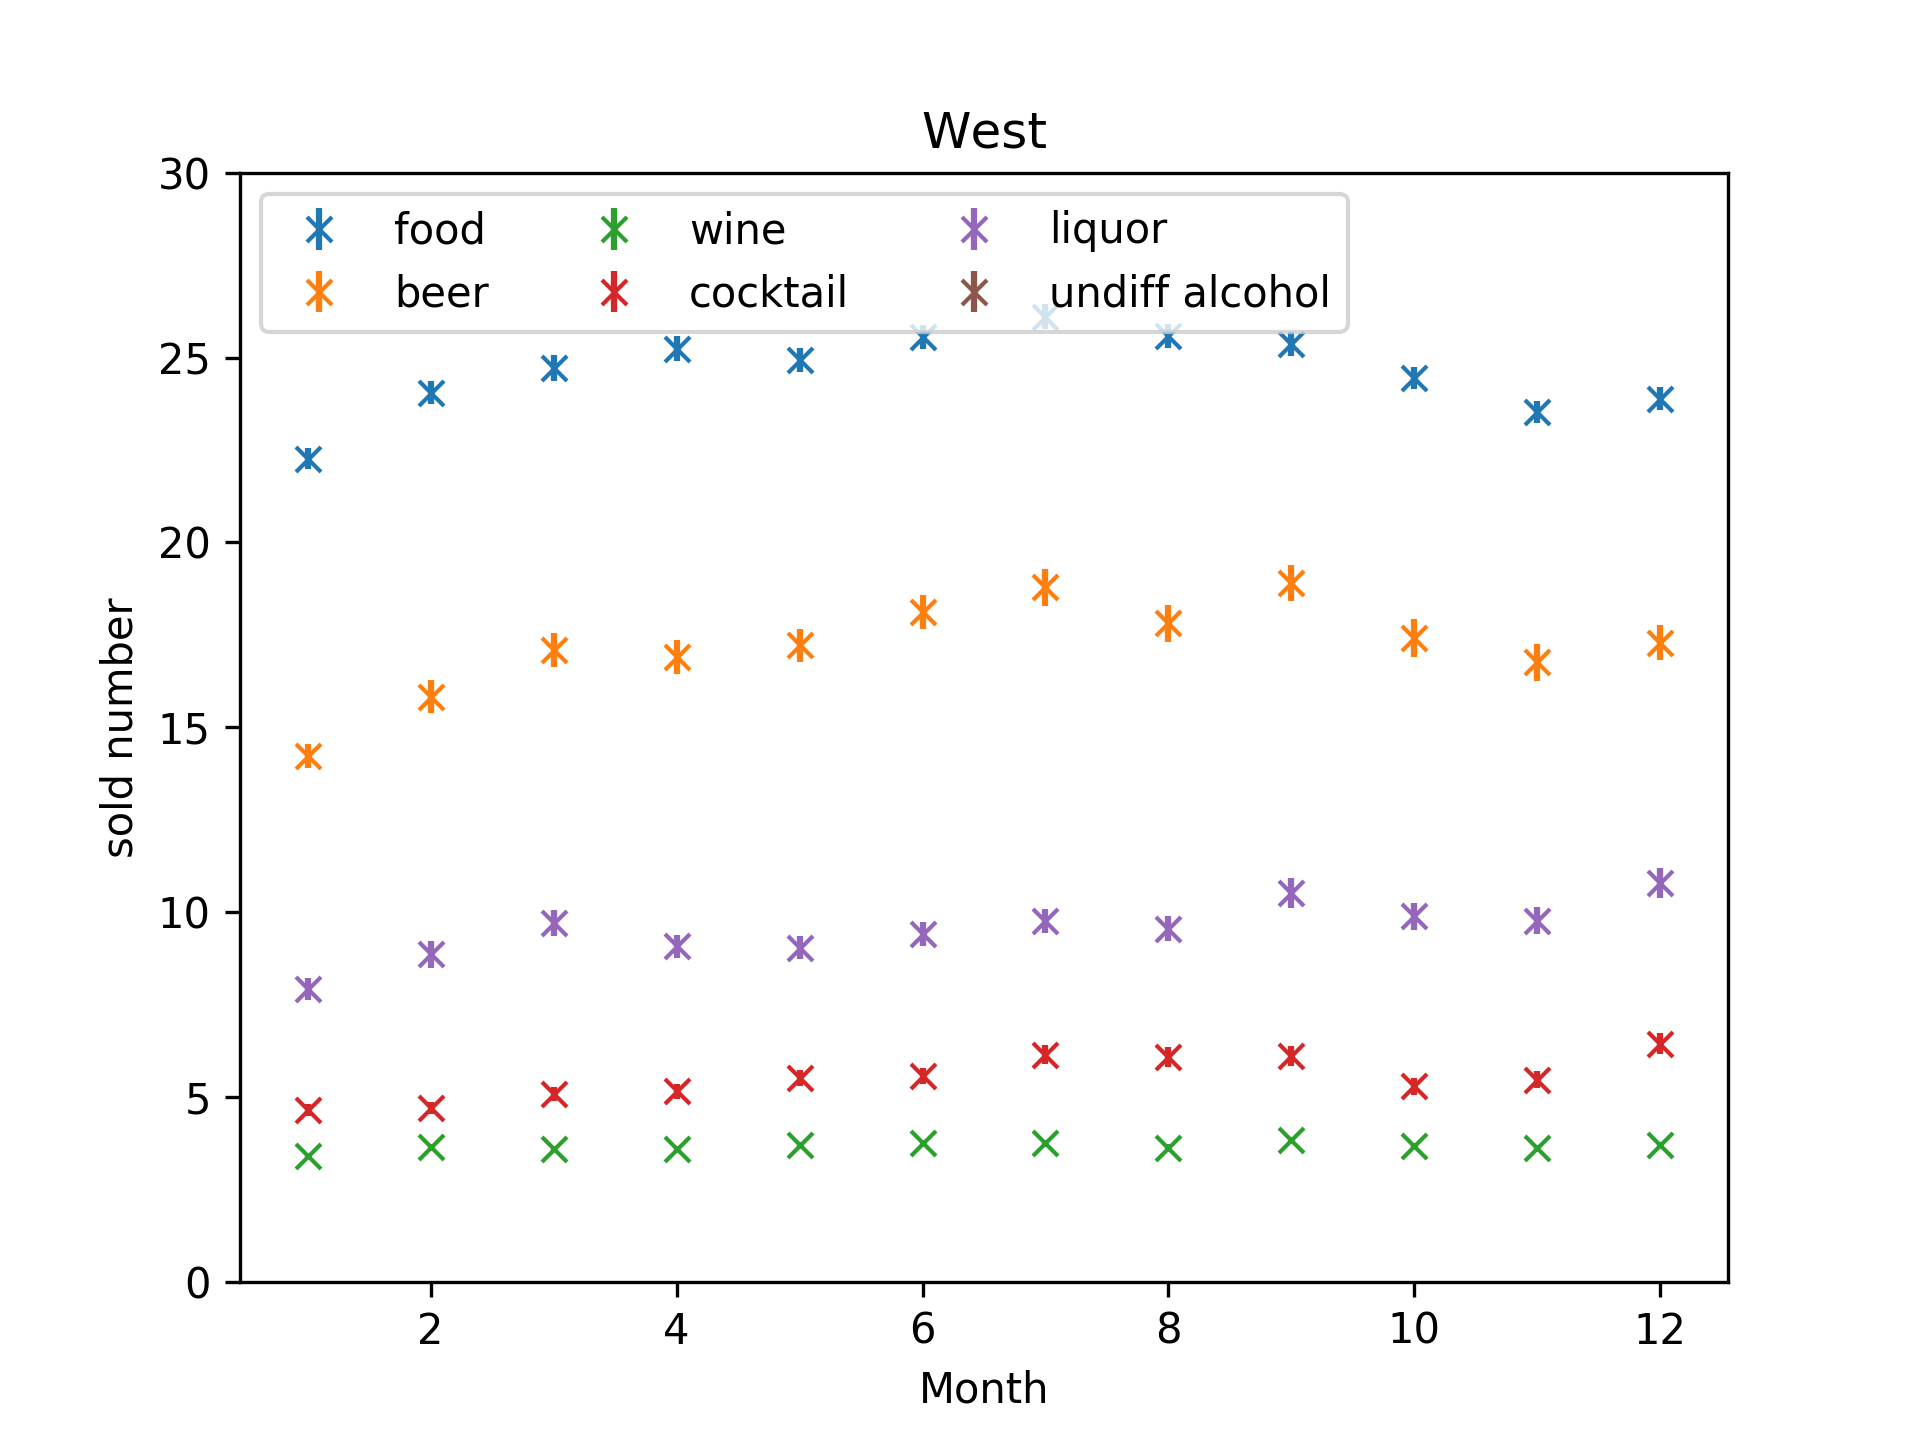 West
30
food
wine
liquor
beer
cocktail
undiff alcohol
25
20
15
10
5
0
sold number
2 4 6 8 10 12
Month